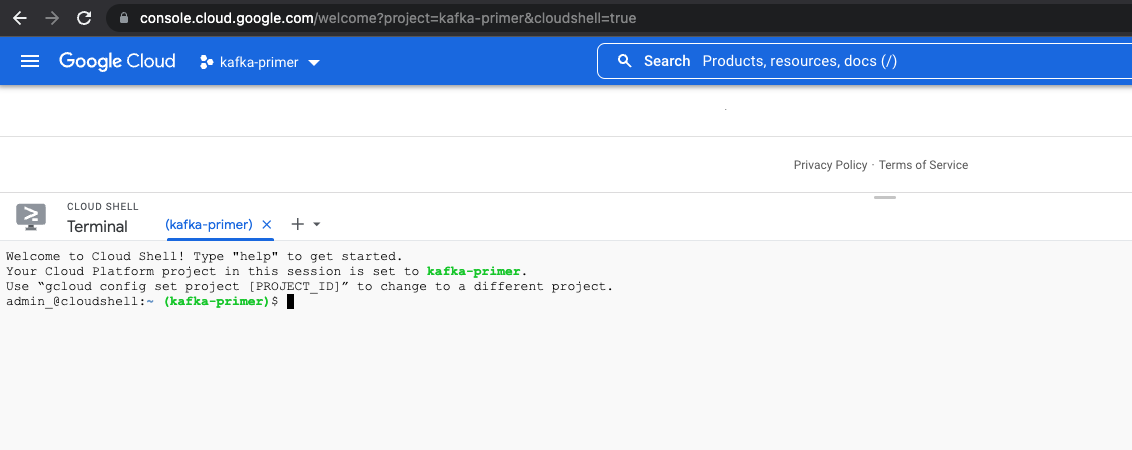 console.cloud.google.com/welcome?project=kafka-primer&cloudshell=true
Google Cloud kafka-primer Search Products, resources, docs (/)
Privacy Policy · Terms of Service
CLOUD SHELL
Terminal (kafka-primer)
Welcome to Cloud Shell! Type "help" to get started.
Your Cloud Platform project in this session is set to kafka-primer.
Use “gcloud config set project [PROJECT_ID]” to change to a different project.
admin_@cloudshell:~ (kafka-primer)$